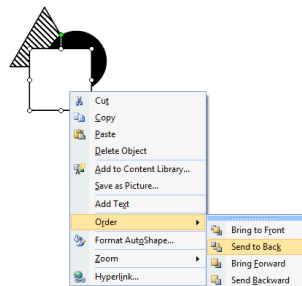 Cut
Copy
Paste
Delete Object
Add to Content Library...
Save as Picture...
Add Text
Order
Format AutoShape...
Zoom
Hyperlink...
Bring to Front
Send to Back
Bring Forward
Send Backward